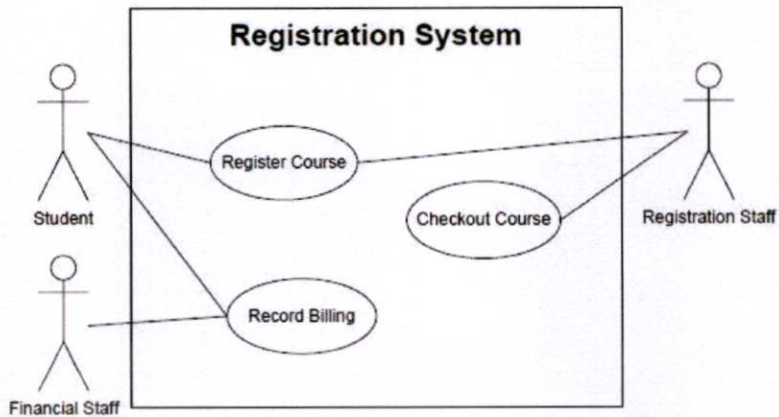 Registration System
Register Course
Checkout Course
Student
Registration Staff
Record Billing
Financial Staff